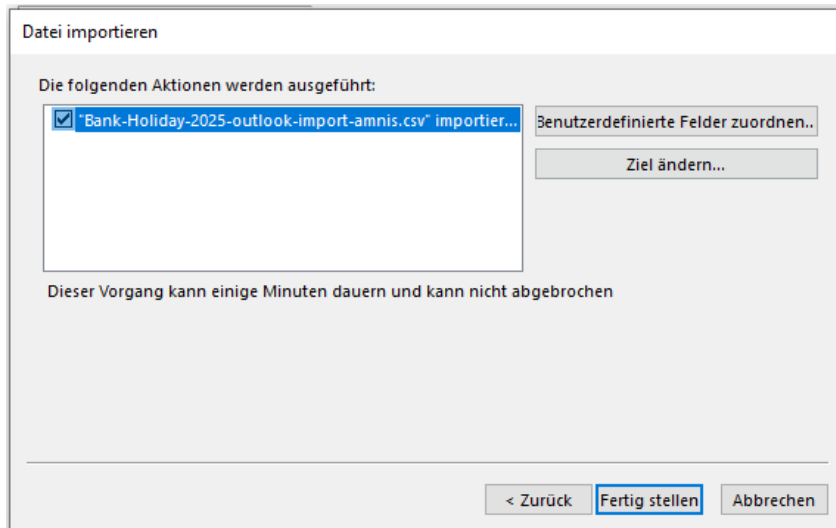 Datei importieren
Die folgenden Aktionen werden ausgeführt:
"Bank-Holiday-2025-outlook-import-amnis.csv" importier...
Benutzerdefinierte Felder zuordnen..
Ziel ändern...
Dieser Vorgang kann einige Minuten dauern und kann nicht abgebrochen
< Zurück
Fertig stellen
Abbrechen